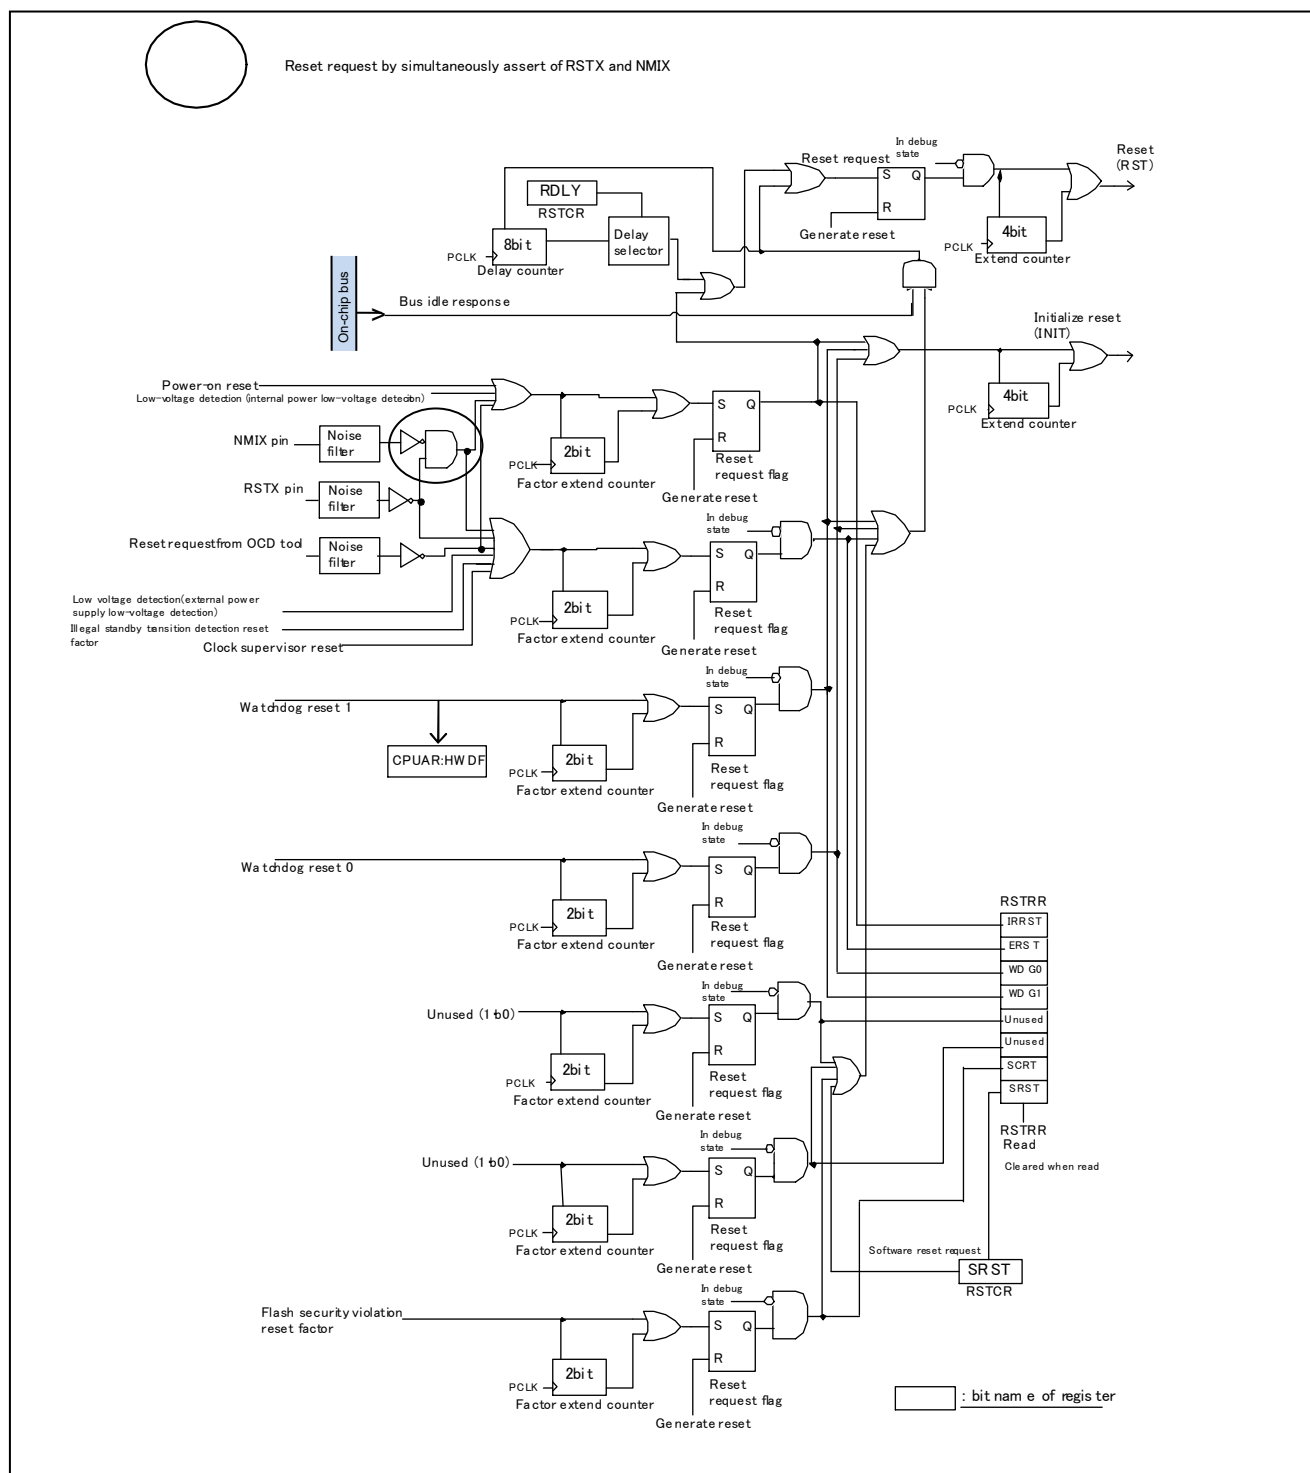 Reset request by simultaneously assert of RSTX and NMIX
In debug
state
Reset request
S Q
R
Generate reset
Reset
(RST)
RDLY
RSTCR
8bit
PCLK
Delay counter
Delay
selector
4bit
PCLK
Extend counter
On-chip bus
Bus idle response
Initialize reset
(INIT)
4bit
PCLK
Extend counter
Power-on reset
Low-voltage detection (internal power low-voltage detection)
NMIX pin
Noise
filter
RSTX pin
Noise
filter
Reset request from OCD tool
Noise
filter
2bit
PCLK
Factor extend counter
S Q
R
Reset
request flag
Generate reset
In debug
state
Low voltage detection(external power
supply low-voltage detection)
Illegal standby transition detection reset
factor
Clock supervisor reset
2bit
PCLK
Factor extend counter
S Q
R
Reset
request flag
Generate reset
In debug
state
Watchdog reset 1
CPUAR:HWDF
2bit
PCLK
Factor extend counter
S Q
R
Reset
request flag
Generate reset
In debug
state
Watchdog reset 0
2bit
PCLK
Factor extend counter
S Q
R
Reset
request flag
Generate reset
In debug
state
Unused (1 to 0)
2bit
PCLK
Factor extend counter
S Q
R
Reset
request flag
Generate reset
In debug
state
Unused (1 to 0)
2bit
PCLK
Factor extend counter
S Q
R
Reset
request flag
Generate reset
In debug
state
Flash security violation
reset factor
2bit
PCLK
Factor extend counter
S Q
R
Reset
request flag
Generate reset
RSTRR
IRRST
ERST
WDG0
WDG1
Unused
Unused
SCRT
SRST
RSTRR
Read
Cleared when read
Software reset request
SRST
RSTCR
: bit name of register